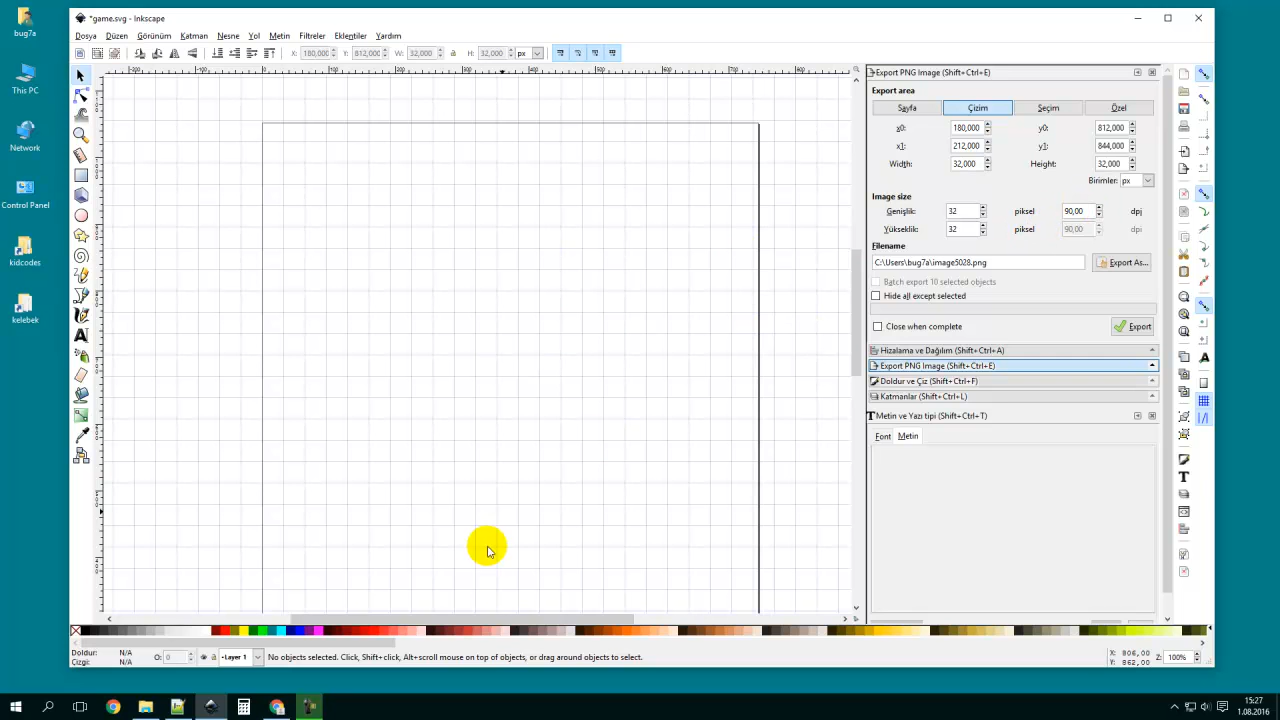 bug7a
This PC
Network
Control Panel
kidcodes
kelebek
*game.svg - Inkscape
Dosya Düzen Görünüm Katman Nesne Yol Metin Filtreler Eklentiler Yardım
X: 180,000 Y: 812,000 W: 32,000 H: 32,000 px
Export PNG Image (Shift+Ctrl+E)
Export area
Sayfa Çizim Seçim Özel
x0: 180,000 y0: 812,000
x1: 212,000 y1: 844,000
Width: 32,000 Height: 32,000
Birimler: px
Image size
Genişlik: 32 piksel 90,00 dpi
Yükseklik: 32 piksel 90,00 dpi
Filename
C:\Users\bug7a\image5028.png Export As...
Batch export 10 selected objects
Hide all except selected
Close when complete Export
Hizalama ve Dağılım (Shift+Ctrl+A)
Export PNG Image (Shift+Ctrl+E)
Doldur ve Çiz (Shift+Ctrl+F)
Katmanlar (Shift+Ctrl+L)
Metin ve Yazı tipi (Shift+Ctrl+T)
Font Metin
Doldur: N/A
Çizgi: N/A
O: 0 -Layer 1 No objects selected. Click, Shift+click, Alt+scroll mouse on top of objects, or drag around objects to select.
X: 806,00
Y: 862,00
Z: 100%
15:27
1.08.2016